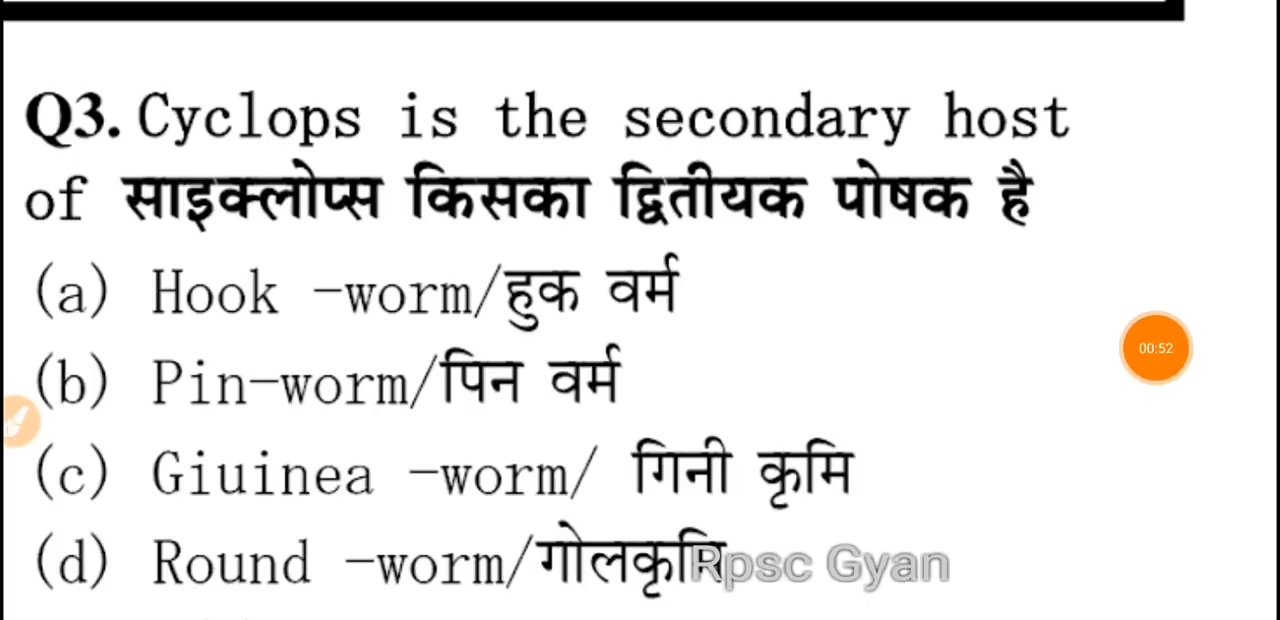 Q3. Cyclops is the secondary host
of साइक्लोप्स किसका द्वितीयक पोषक है
(a) Hook -worm/हुक वर्म
(b) Pin-worm/पिन वर्म
(c) Giuinea -worm/ गिनी कृमि
(d) Round -worm/गोलकृमि
Rpsc Gyan
00:52